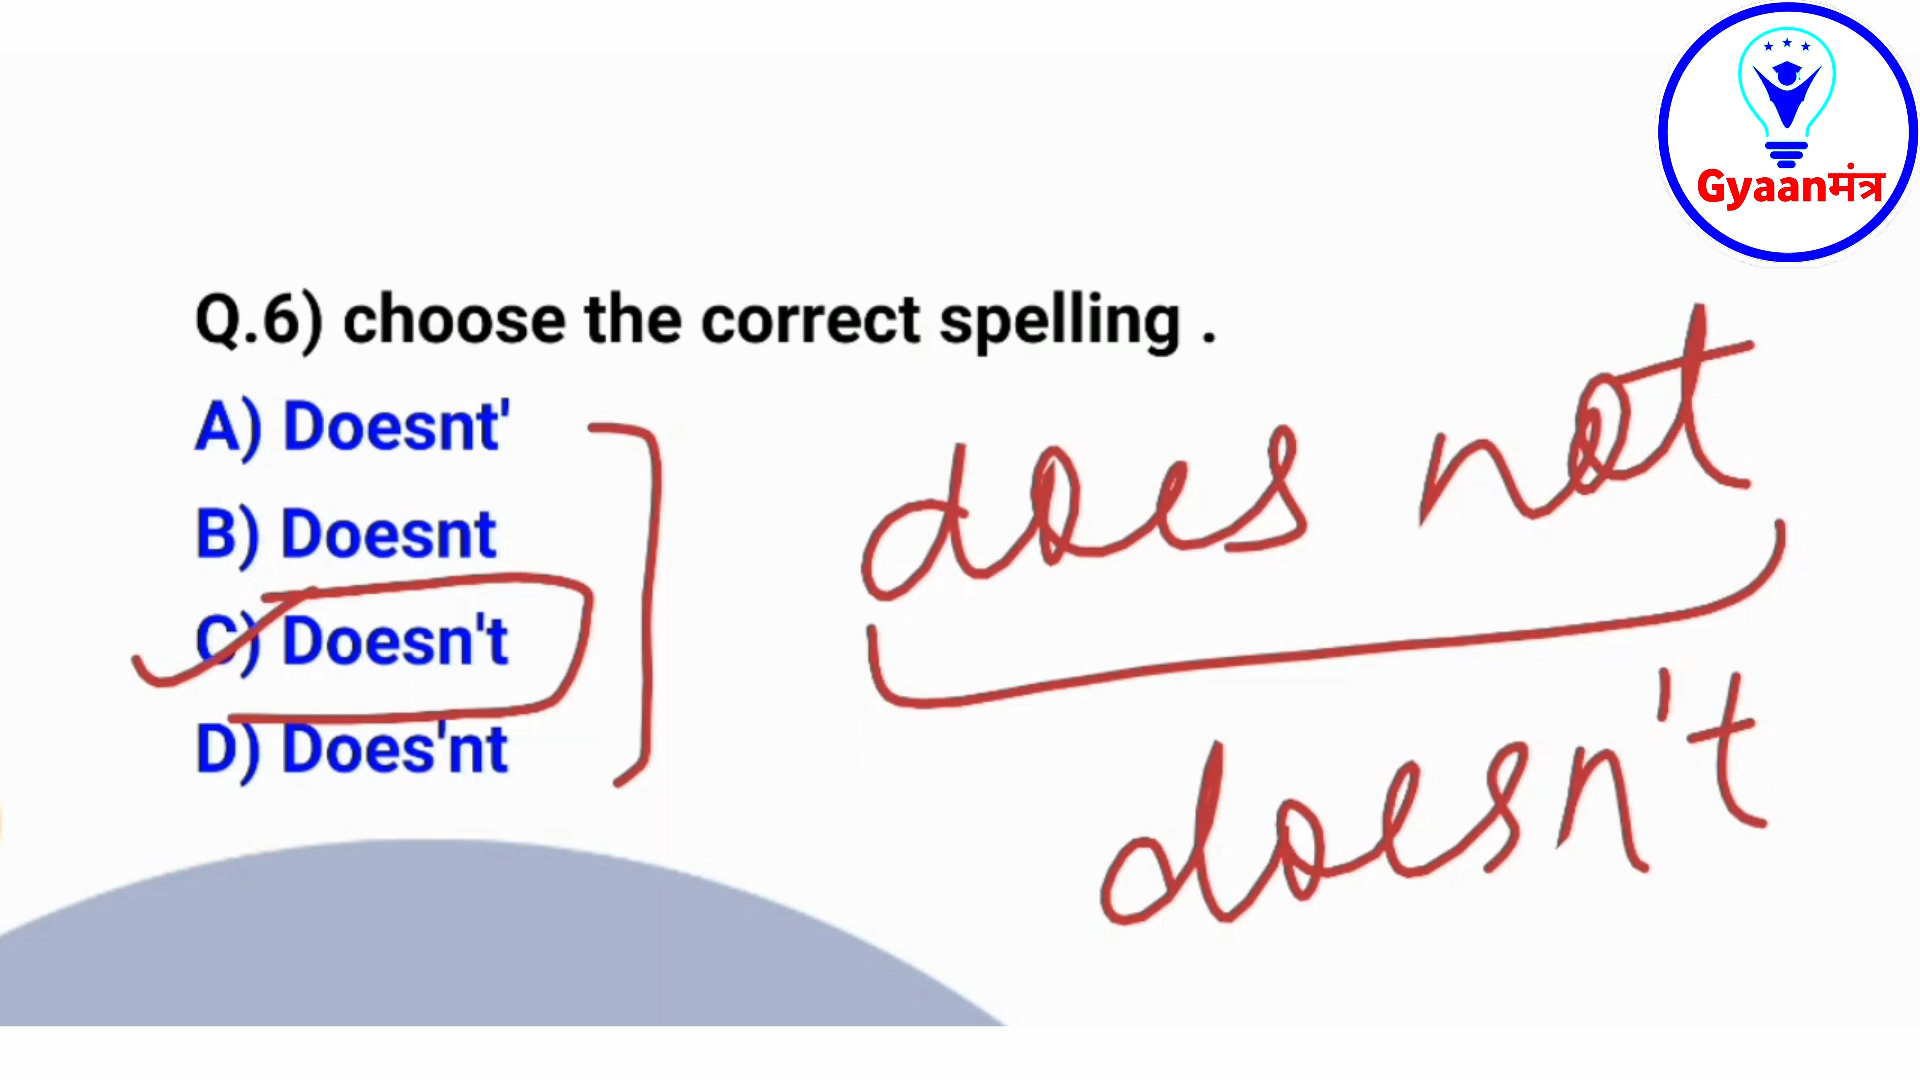 Gyaanमंत्र
Q.6) choose the correct spelling .
A) Doesnt'
B) Doesnt
C) Doesn't
D) Does'nt
does not
doesn't